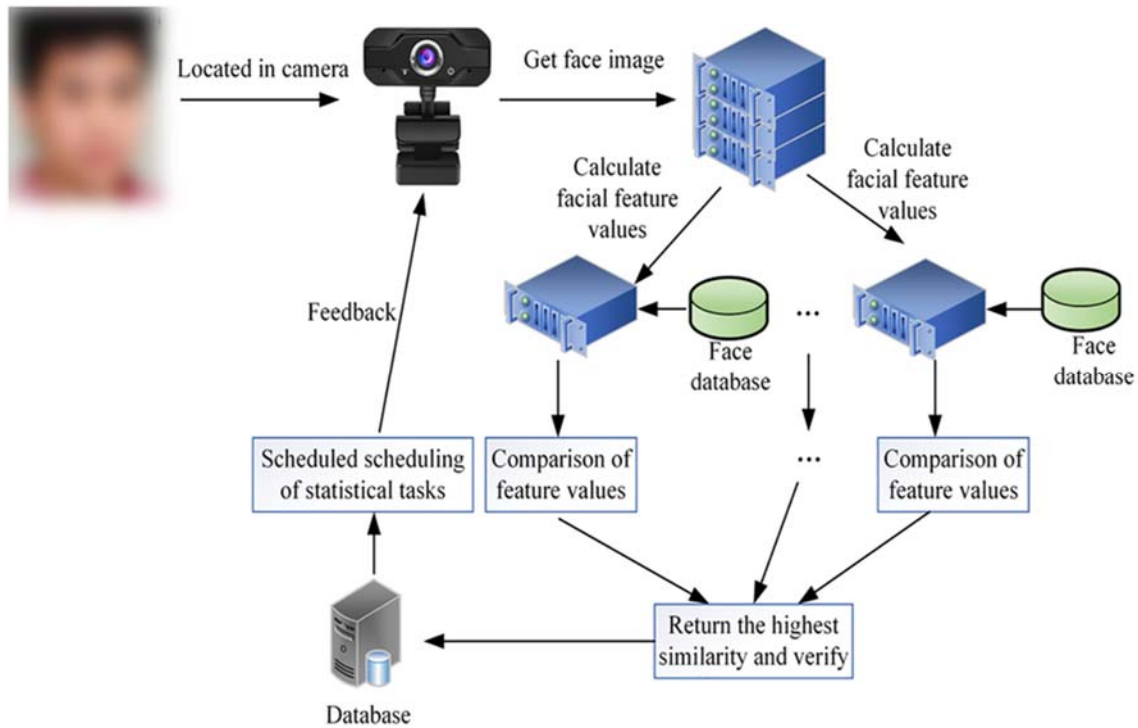 Located in camera
Get face image
Calculate
facial feature
values
Calculate
facial feature
values
Feedback
...
Face
database
Face
database
Scheduled scheduling
of statistical tasks
Comparison of
feature values
...
Comparison of
feature values
Return the highest
similarity and verify
Database